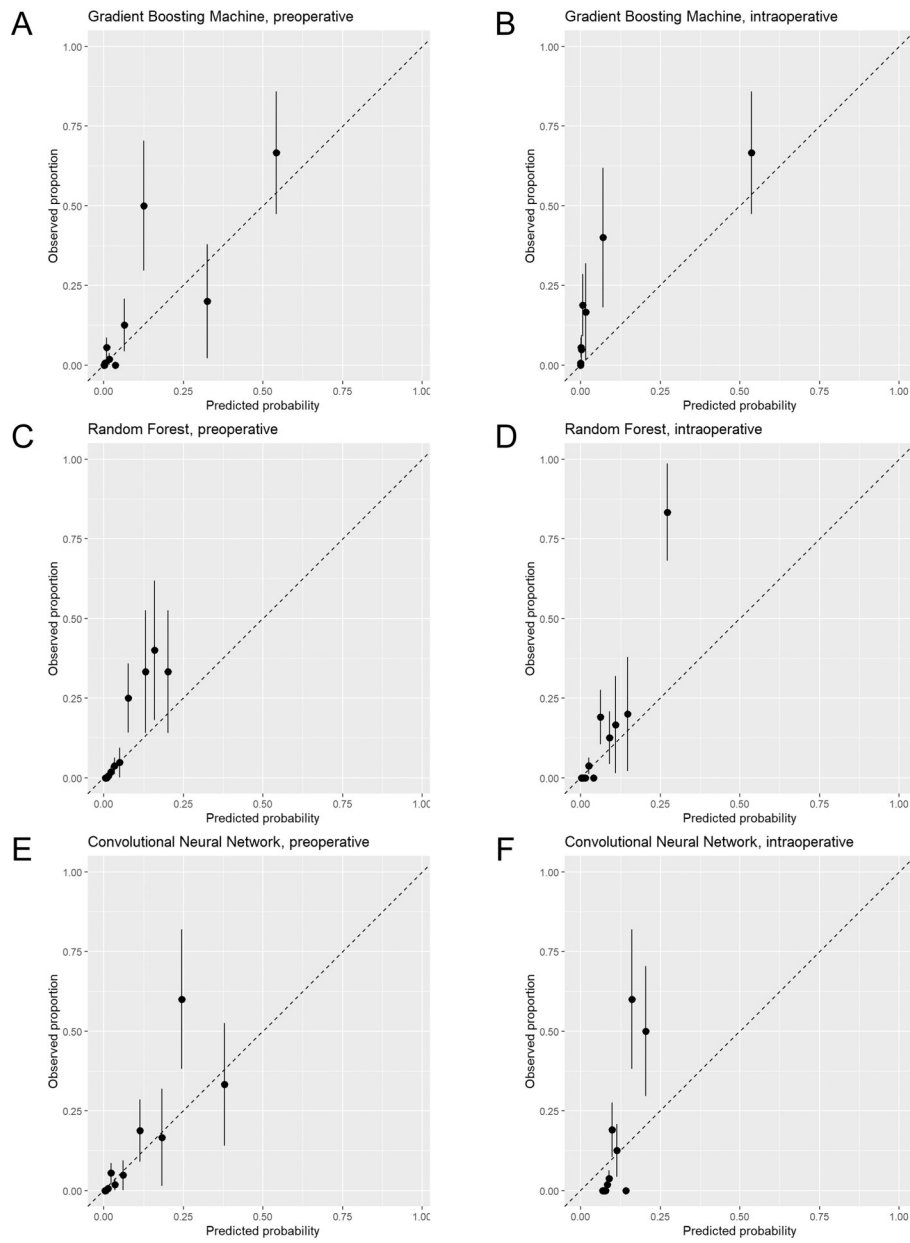 A
Gradient Boosting Machine, preoperative
1.00
0.75
0.50
0.25
0.00
Observed proportion
0.00 0.25 0.50 0.75 1.00
Predicted probability
B
Gradient Boosting Machine, intraoperative
1.00
0.75
0.50
0.25
0.00
Observed proportion
0.00 0.25 0.50 0.75 1.00
Predicted probability
C
Random Forest, preoperative
1.00
0.75
0.50
0.25
0.00
Observed proportion
0.00 0.25 0.50 0.75 1.00
Predicted probability
D
Random Forest, intraoperative
1.00
0.75
0.50
0.25
0.00
Observed proportion
0.00 0.25 0.50 0.75 1.00
Predicted probability
E
Convolutional Neural Network, preoperative
1.00
0.75
0.50
0.25
0.00
Observed proportion
0.00 0.25 0.50 0.75 1.00
Predicted probability
F
Convolutional Neural Network, intraoperative
1.00
0.75
0.50
0.25
0.00
Observed proportion
0.00 0.25 0.50 0.75 1.00
Predicted probability